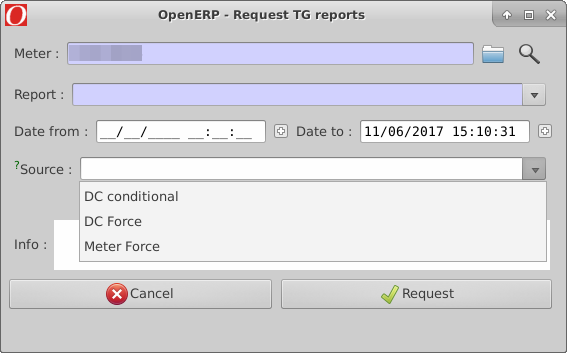 OpenERP - Request TG reports
Meter :
Report :
Date from : __/__/____ __:__:__ Date to : 11/06/2017 15:10:31
?Source :
DC conditional
DC Force
Meter Force
Info :
Cancel Request